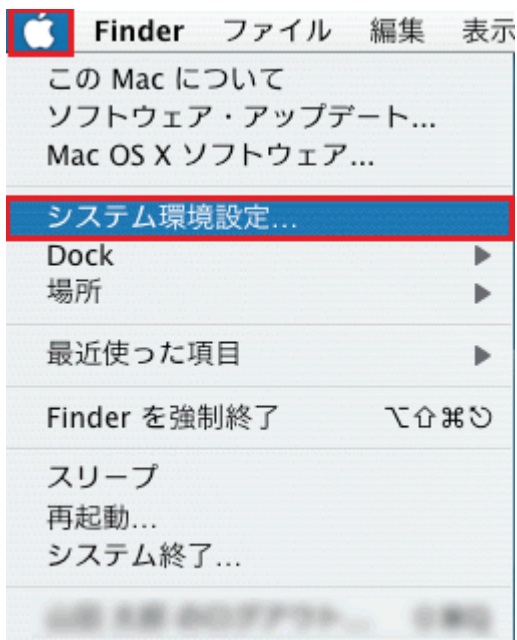 Finder ファイル 編集 表示
この Mac について
ソフトウェア・アップデート...
Mac OS X ソフトウェア...
システム環境設定...
Dock ▶
場所 ▶
最近使った項目 ▶
Finder を強制終了 ⌥⇧⌘⎋
スリープ
再起動...
システム終了...